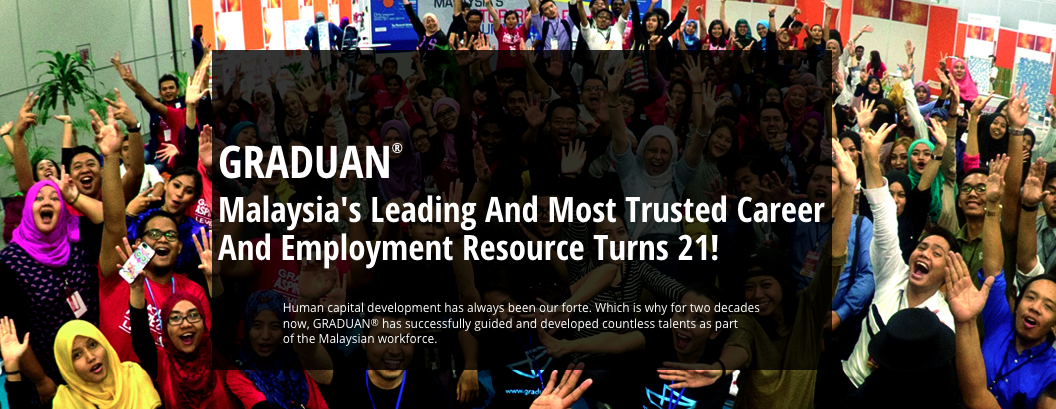 MALAYSIA'S
GRADUAN®
Malaysia's Leading And Most Trusted Career
And Employment Resource Turns 21!
Human capital development has always been our forte. Which is why for two decades
now, GRADUAN® has successfully guided and developed countless talents as part
of the Malaysian workforce.